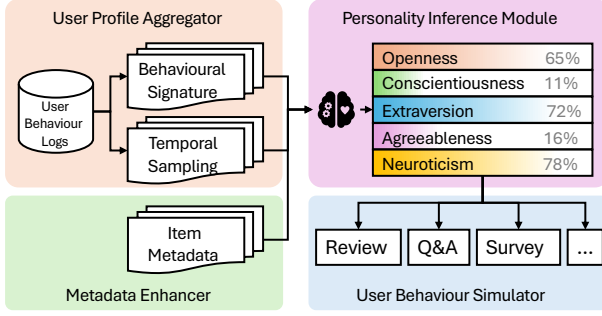 User Profile Aggregator
User
Behaviour
Logs
Behavioural
Signature
Temporal
Sampling
Item
Metadata
Metadata Enhancer
Personality Inference Module
Openness 65%
Conscientiousness 11%
Extraversion 72%
Agreeableness 16%
Neuroticism 78%
Review
Q&A
Survey
...
User Behaviour Simulator